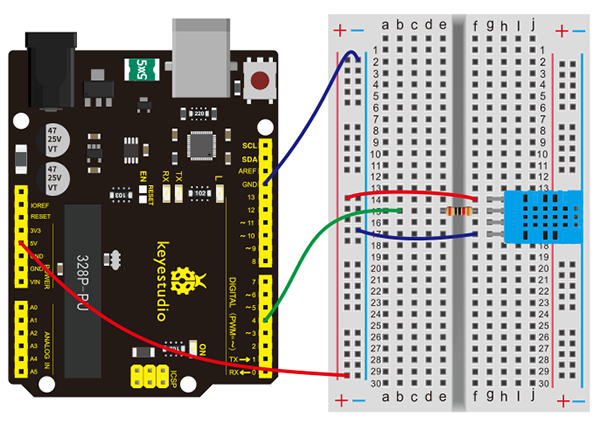 5x5
47
25V
VT
47
25V
VT
220
102
103
EN
RESET
RX
TX
L
SCL
SDA
AREF
GND
13
12
~ 11
~ 10
~ 9
8
7
~ 6
~ 5
4
~ 3
2
TX 1
RX 0
DIGITAL (PWM=~)
IOREF
RESET
3V3
5V
GND
GND
VIN
POWER
A0
A1
A2
A3
A4
A5
ANALOG IN
328P-PU
keyestudio
ON
ICSP
+ − a b c d e f g h i j + −
1 1
2 2
3 3
4 4
5 5
6 6
7 7
8 8
9 9
10 10
11 11
12 12
13 13
14 14
15 15
16 16
17 17
18 18
19 19
20 20
21 21
22 22
23 23
24 24
25 25
26 26
27 27
28 28
29 29
30 30
+ − a b c d e f g h i j + −